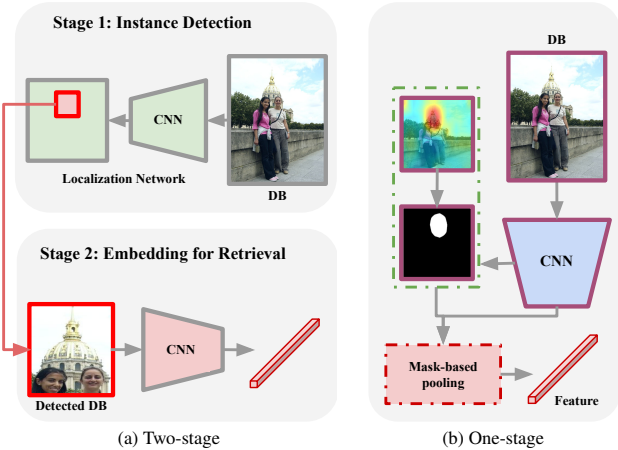 Stage 1: Instance Detection
CNN
Localization Network
DB
Stage 2: Embedding for Retrieval
CNN
Detected DB
(a) Two-stage
DB
CNN
Mask-based
pooling
Feature
(b) One-stage